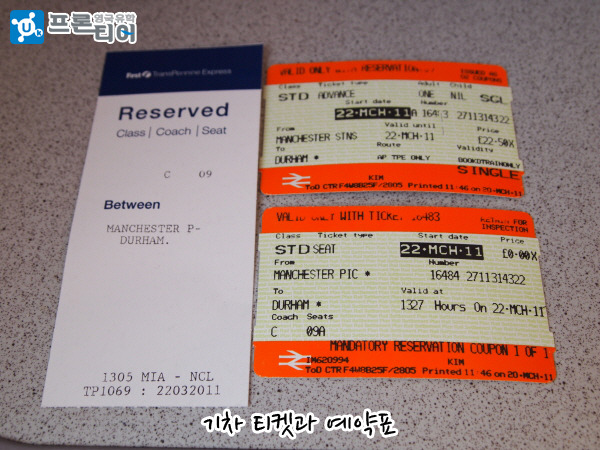 영국유학
프론티어
First TransPennine Express
Reserved
Class | Coach | Seat
C 09
Between
MANCHESTER P-
DURHAM.
1305 MIA - NCL
TP1069 : 22032011
VALID ONLY WITH RESERVATION
ISSUED AS
Class Ticket type Adult Child
STD ADVANCE ONE NIL SGL
Start date Number
22·MCH·11 16483 2711314322
From Valid until Price
MANCHESTER STNS 22·MCH·11 £22·50X
To Route Validity
DURHAM * AP TPE ONLY BOOKDTRAINONLY
SINGLE
KIM
ToD CTRF4W8B25F/2805 Printed 11·46 on 20·MCH·11
VALID ONLY WITH TICKET 16483
RETAIN FOR
INSPECTION
Class Ticket type Start date Price
STD SEAT 22·MCH·11 £0·00X
From Number
MANCHESTER PIC * 16484 2711314322
To Valid at
DURHAM * 1327 Hours On 22·MCH·11
Coach Seats
C 09A
MANDATORY RESERVATION COUPON 1 OF 1
IM620994 KIM
ToD CTRF4W8B25F/2805 Printed 11·46 on 20·MCH·11
기차 티켓과 예약표